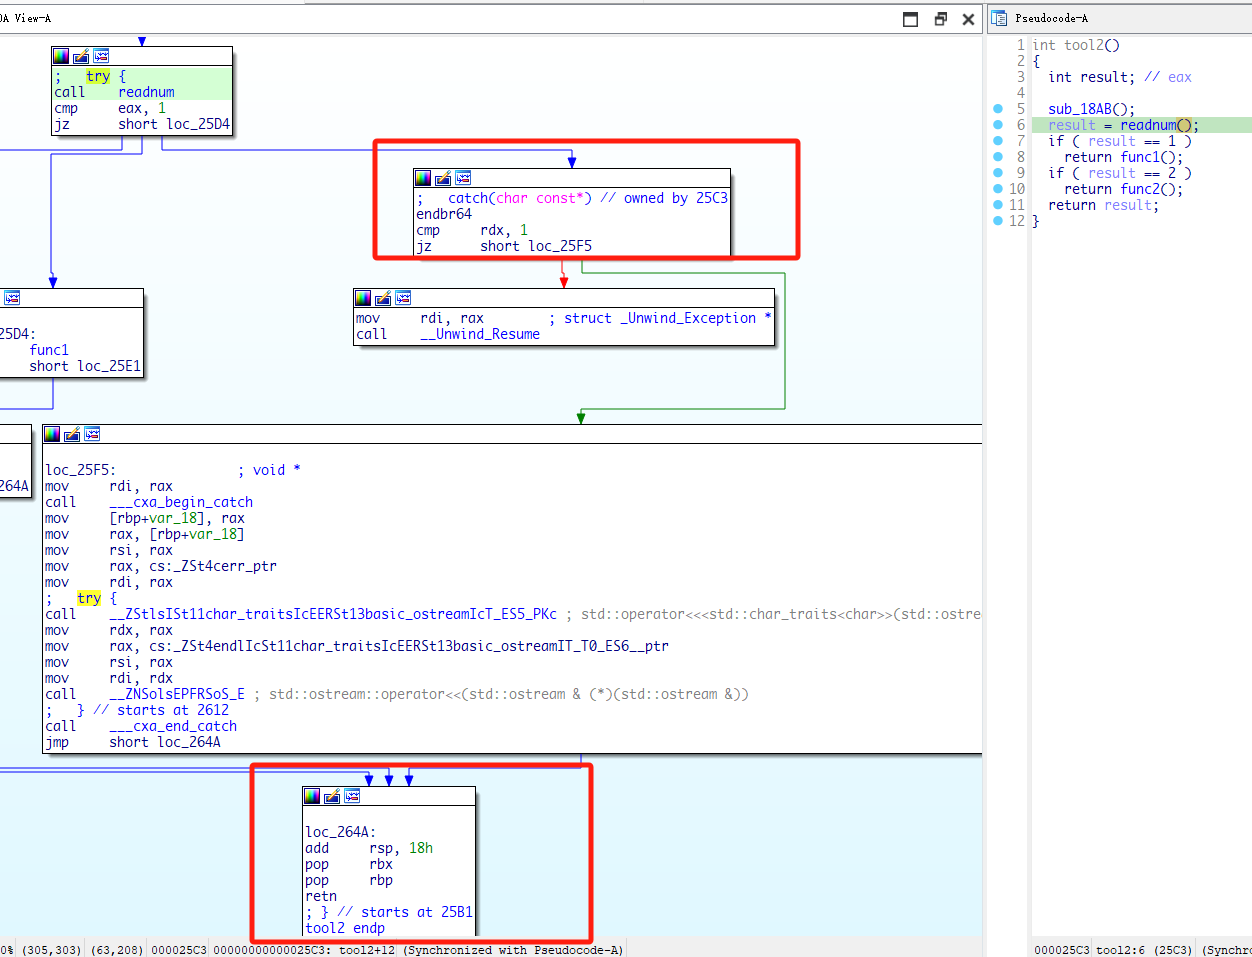 DA View-A
;   try {
call    readnum
cmp     eax, 1
jz      short loc_25D4
;   catch(char const*) // owned by 25C3
endbr64
cmp     rdx, 1
jz      short loc_25F5
mov     rdi, rax        ; struct _Unwind_Exception *
call    __Unwind_Resume
25D4:
func1
short loc_25E1
264A
loc_25F5:               ; void *
mov     rdi, rax
call    ___cxa_begin_catch
mov     [rbp+var_18], rax
mov     rax, [rbp+var_18]
mov     rsi, rax
mov     rax, cs:_ZSt4cerr_ptr
mov     rdi, rax
;   try {
call    __ZStlsISt11char_traitsIcEERSt13basic_ostreamIcT_ES5_PKc ; std::operator<<<std::char_traits<char>>(std::ostre
mov     rdx, rax
mov     rax, cs:_ZSt4endlIcSt11char_traitsIcEERSt13basic_ostreamIT_T0_ES6__ptr
mov     rsi, rax
mov     rdi, rdx
call    __ZNSolsEPFRSoS_E ; std::ostream::operator<<(std::ostream & (*)(std::ostream &))
;   } // starts at 2612
call    ___cxa_end_catch
jmp     short loc_264A
loc_264A:
add     rsp, 18h
pop     rbx
pop     rbp
retn
; } // starts at 25B1
tool2 endp
0% (305,303) (63,208) 000025C3 00000000000025C3: tool2+12 (Synchronized with Pseudocode-A)
Pseudocode-A
1 int tool2()
2 {
3   int result; // eax
4
5   sub_18AB();
6   result = readnum();
7   if ( result == 1 )
8     return func1();
9   if ( result == 2 )
10     return func2();
11   return result;
12 }
000025C3 tool2:6 (25C3) (Synchro